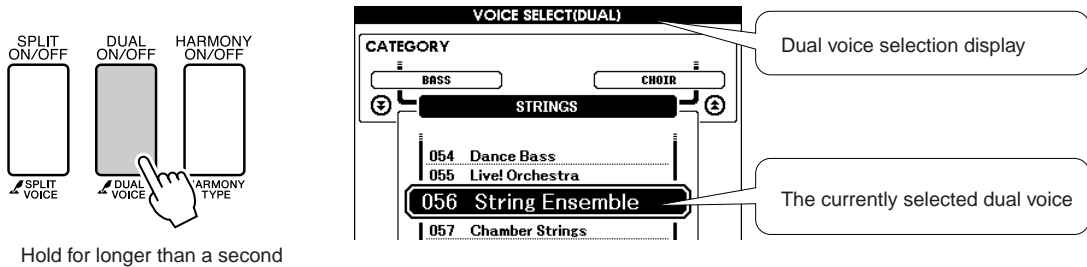 SPLIT
ON/OFF
DUAL
ON/OFF
HARMONY
ON/OFF
SPLIT
VOICE
DUAL
VOICE
ARMONY
TYPE
Hold for longer than a second
VOICE SELECT(DUAL)
CATEGORY
BASS
CHOIR
STRINGS
054 Dance Bass
055 Live! Orchestra
056 String Ensemble
057 Chamber Strings
Dual voice selection display
The currently selected dual voice